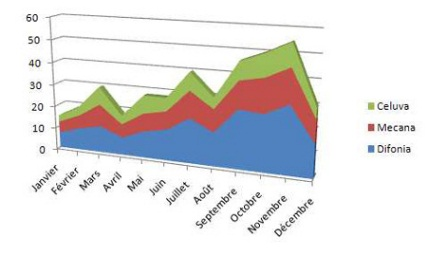 60
50
40
30
20
10
0
Janvier
Février
Mars
Avril
Mai
Juin
Juillet
Août
Septembre
Octobre
Novembre
Décembre
Celuva
Mecana
Difonia